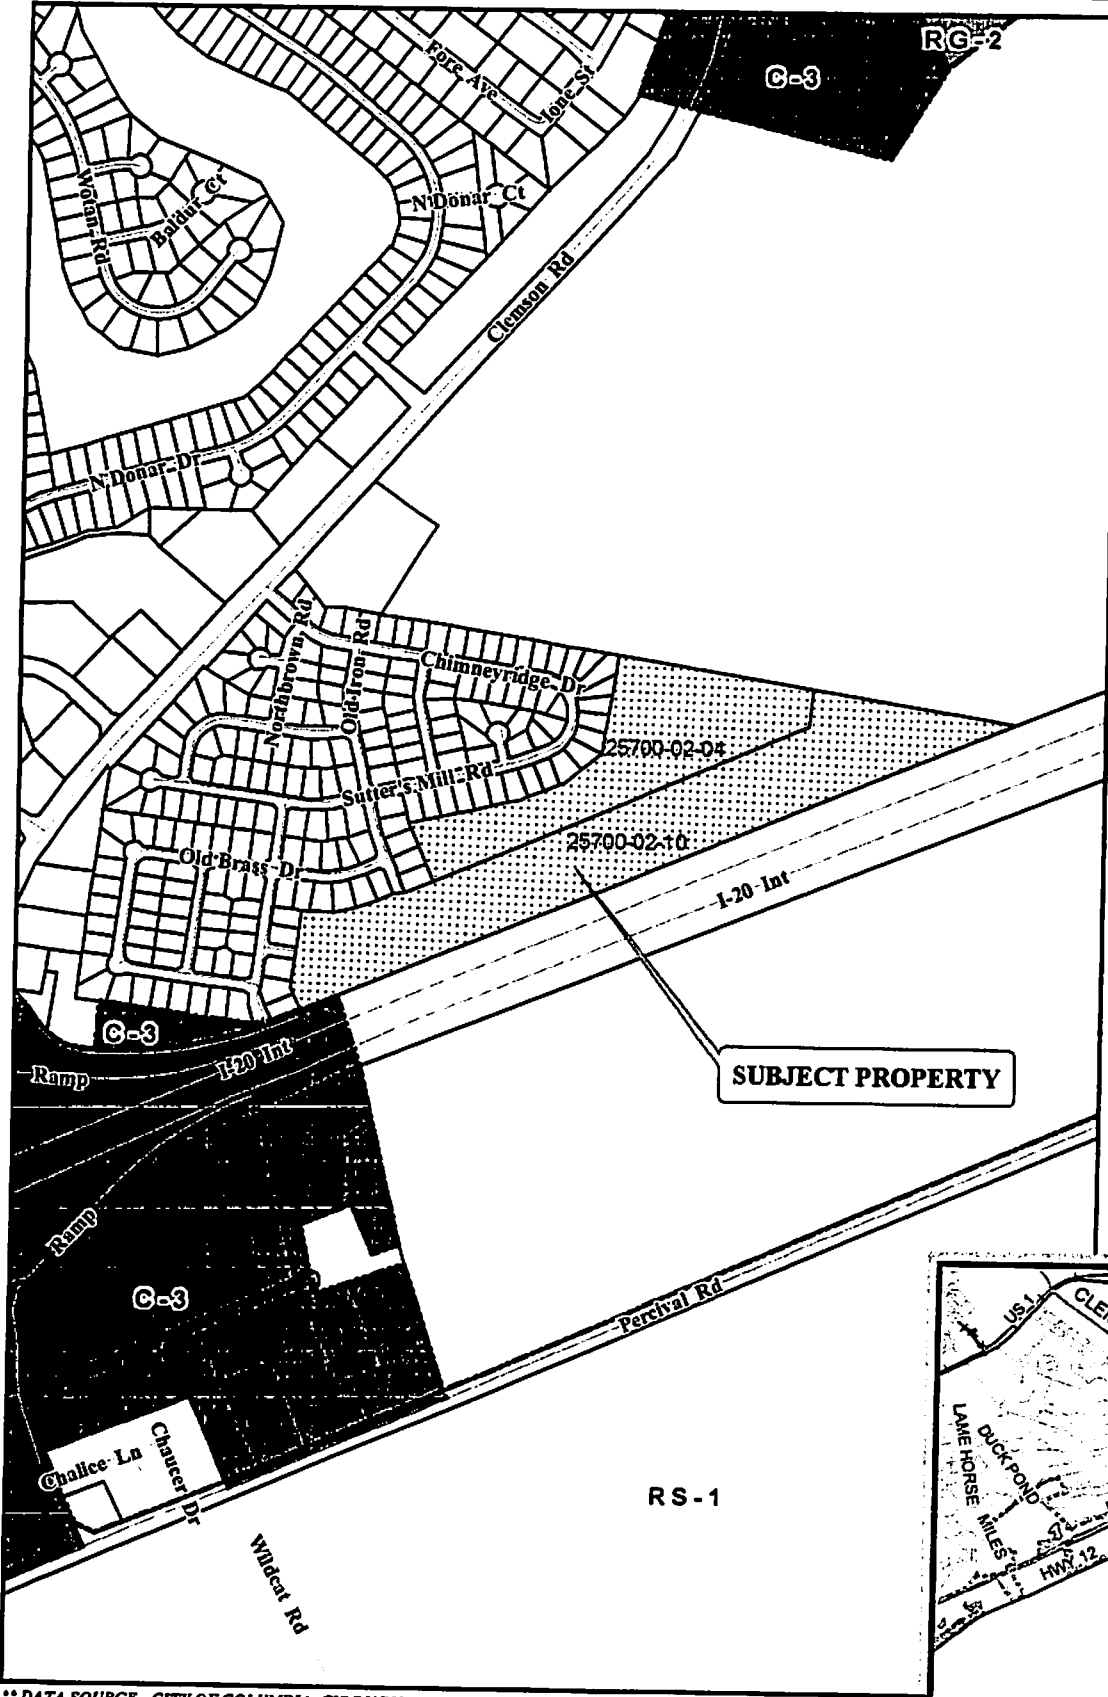 RG-2
C-3
Fore Ave
Ione St
Wotan Rd
Baldur Ct
N Donar Ct
Clemson Rd
N Donar Dr
Northbrown Rd
Old Iron Rd
Chimneyridge Dr
25700-02-04
Sutter's Mill Rd
25700-02-10
Old Brass Dr
I-20 Int
C-3
I-20 Int
Ramp
SUBJECT PROPERTY
Ramp
C-3
Percival Rd
US 1
CLE
LAME HORSE
DUCK POND
MILES
HWY 12
Chalice Ln
Chaucer Dr
RS-1
Wildcat Rd
** DATA SOURCE - CITY OF COLUMBIA